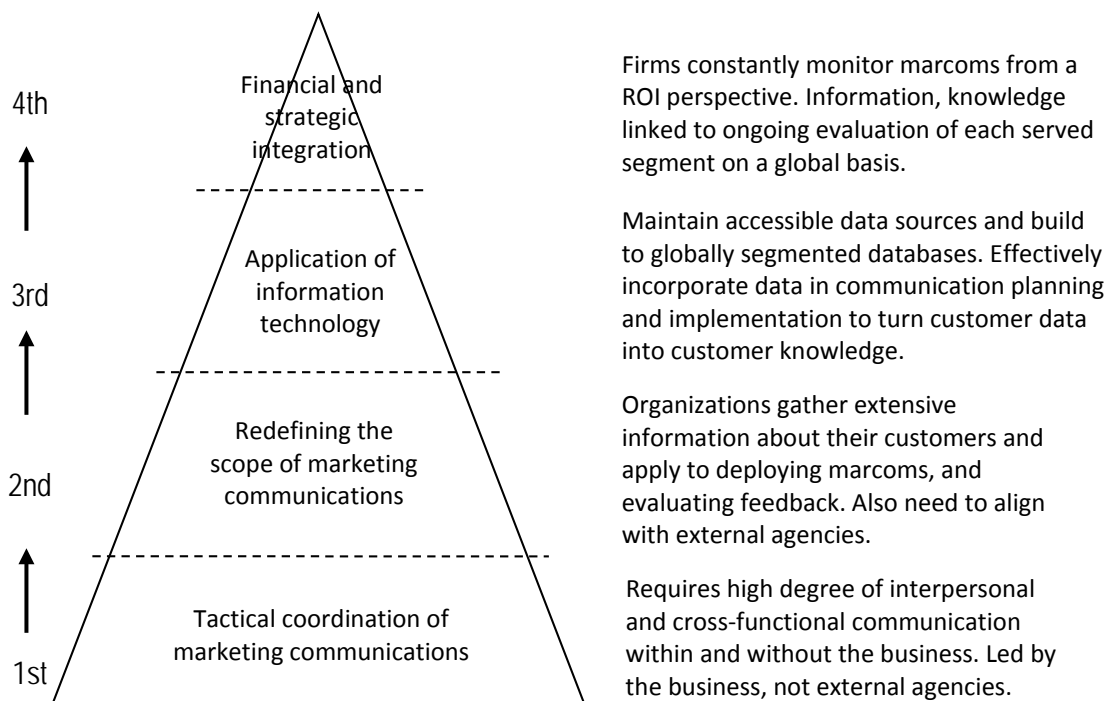 4th
Financial and
strategic
integration
Firms constantly monitor marcoms from a
ROI perspective. Information, knowledge
linked to ongoing evaluation of each served
segment on a global basis.
3rd
Application of
information
technology
Maintain accessible data sources and build
to globally segmented databases. Effectively
incorporate data in communication planning
and implementation to turn customer data
into customer knowledge.
2nd
Redefining the
scope of marketing
communications
Organizations gather extensive
information about their customers and
apply to deploying marcoms, and
evaluating feedback. Also need to align
with external agencies.
1st
Tactical coordination of
marketing communications
Requires high degree of interpersonal
and cross-functional communication
within and without the business. Led by
the business, not external agencies.